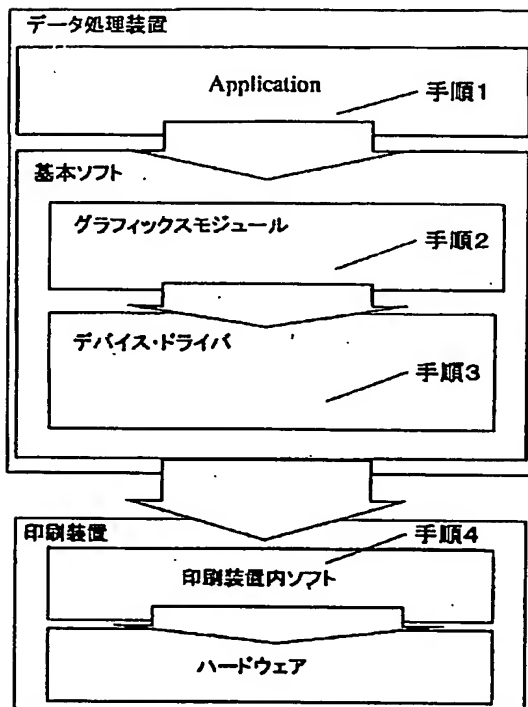 データ処理装置
Application
手順1
基本ソフト
グラフィックスモジュール
手順2
デバイス・ドライバ
手順3
印刷装置
手順4
印刷装置内ソフト
ハードウェア